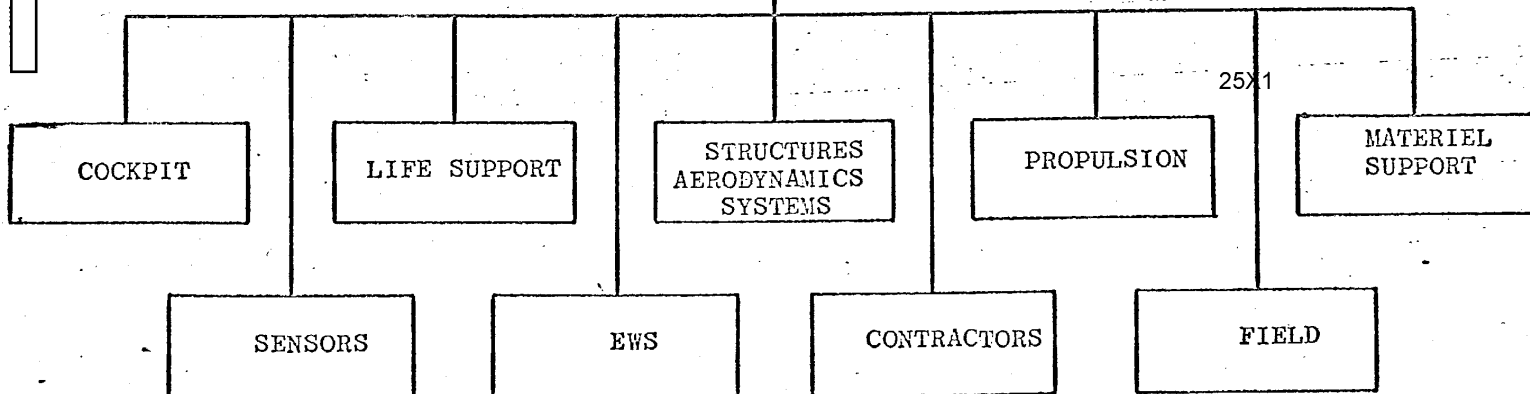 25X1
COCKPIT
LIFE SUPPORT
STRUCTURES
AERODYNAMICS
SYSTEMS
PROPULSION
MATERIEL
SUPPORT
SENSORS
EWS
CONTRACTORS
FIELD